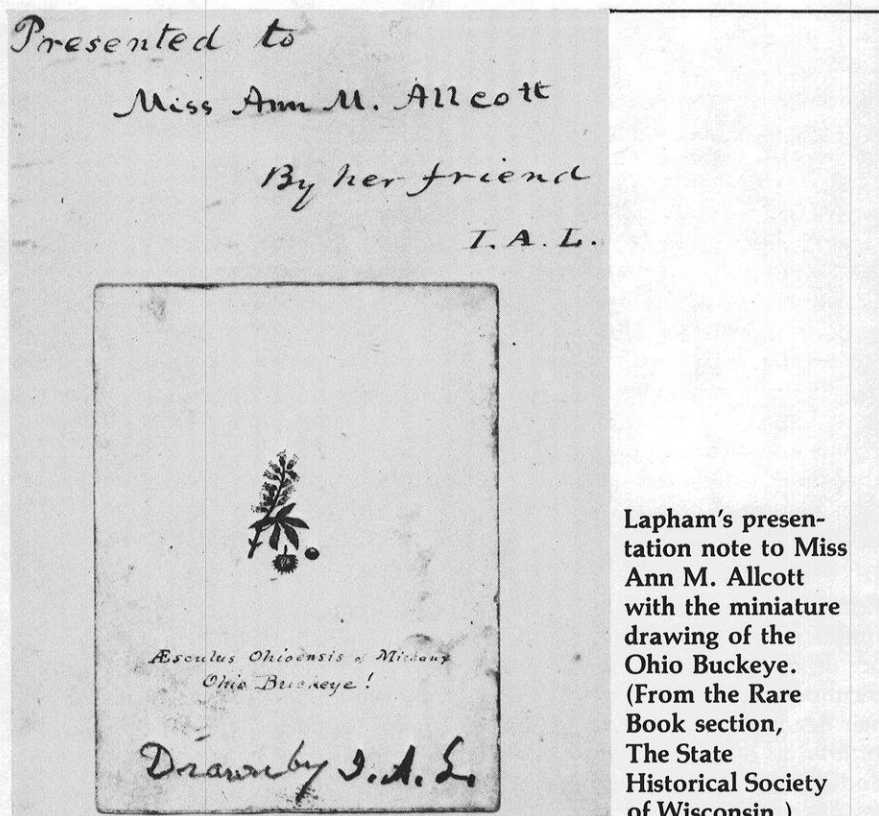 Presented to
Miss Ann M. Allcott
By her friend
I. A. L.
Æsculus Ohioensis of
Ohio Buckeye!
Drawn by I. A. L.
Lapham's presen-
tation note to Miss
Ann M. Allcott
with the miniature
drawing of the
Ohio Buckeye.
(From the Rare
Book section,
The State
Historical Society
of Wisconsin.)